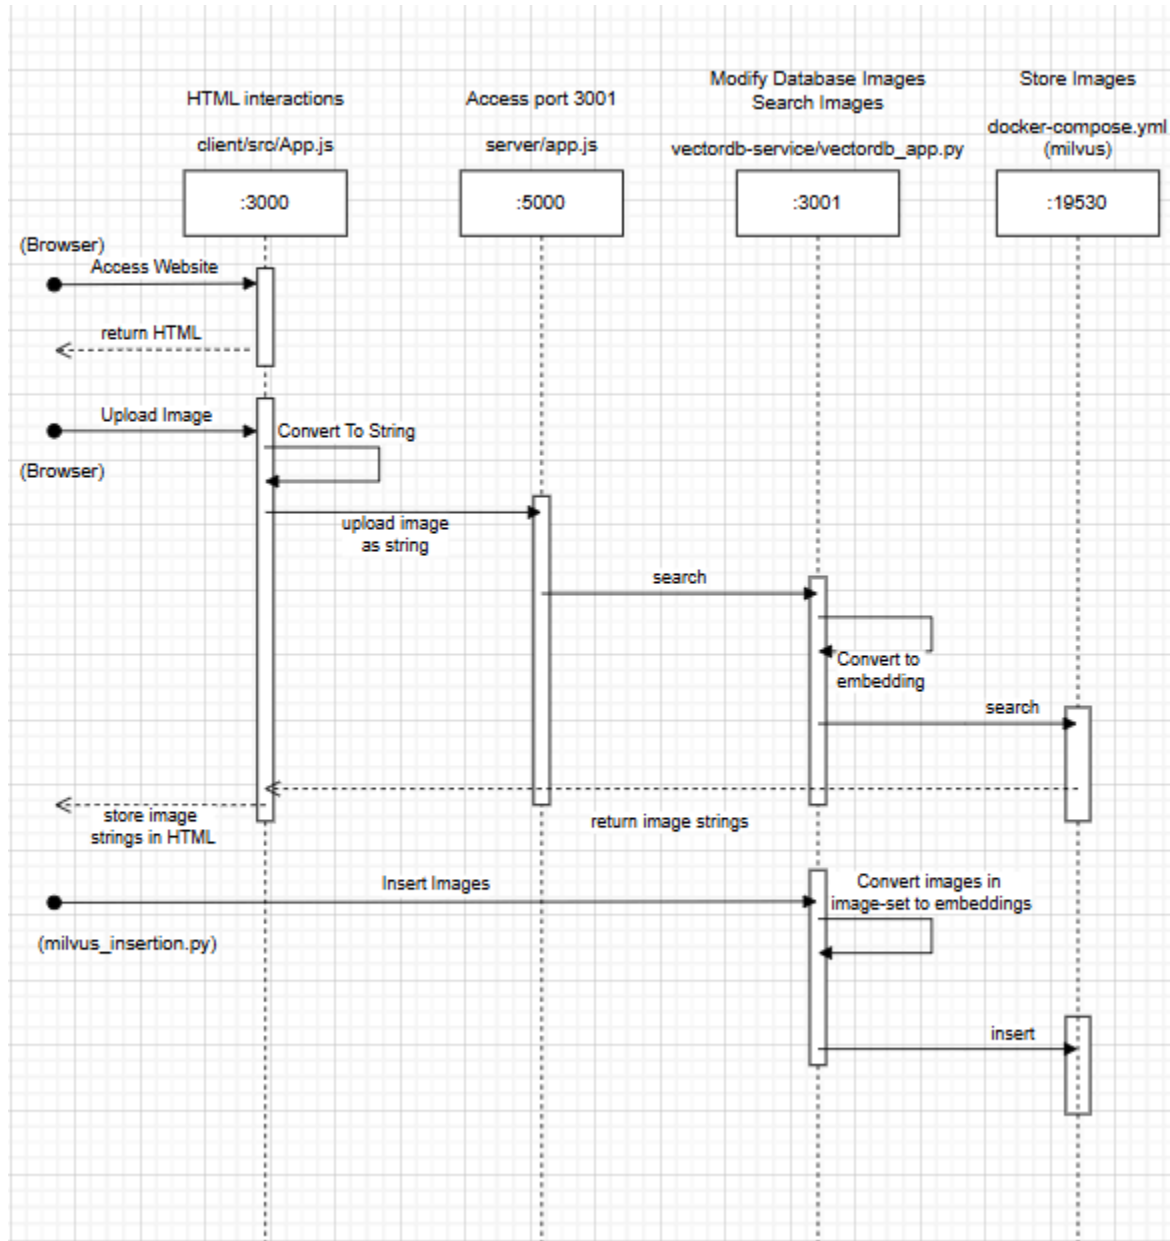 Modify Database Images
Search Images
Store Images
HTML interactions
Access port 3001
docker-compose.yml
(milvus)
client/src/App.js
server/app.js
vectordb-service/vectordb_app.py
:3000
:5000
:3001
:19530
(Browser)
Access Website
return HTML
Upload Image
Convert To String
(Browser)
upload image
as string
search
Convert to
embedding
search
store image
strings in HTML
return image strings
Insert Images
Convert images in
image-set to embeddings
(milvus_insertion.py)
insert